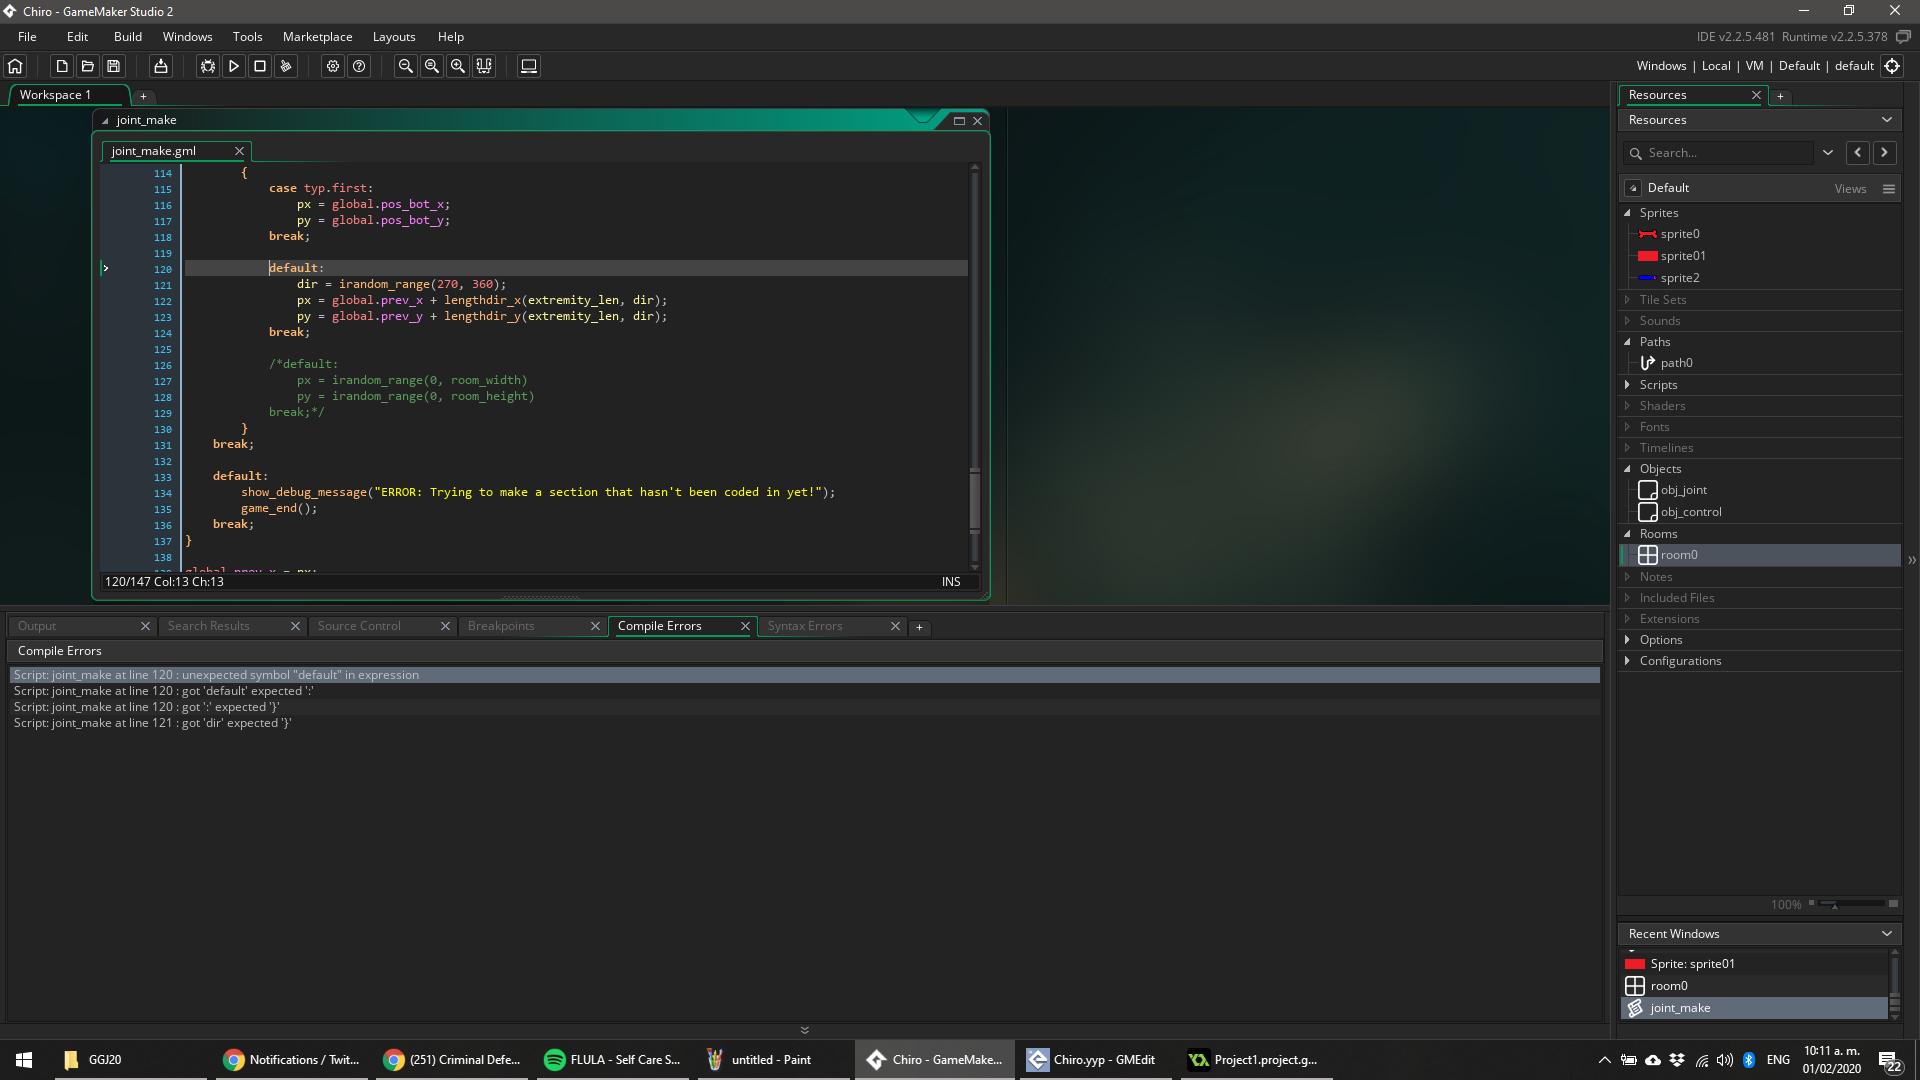 Chiro - GameMaker Studio 2
File Edit Build Windows Tools Marketplace Layouts Help
IDE v2.2.5.481 Runtime v2.2.5.378
Windows | Local | VM | Default | default
Workspace 1
+
joint_make
joint_make.gml
114 {
115 case typ.first:
116 px = global.pos_bot_x;
117 py = global.pos_bot_y;
118 break;
119
120 default:
121 dir = irandom_range(270, 360);
122 px = global.prev_x + lengthdir_x(extremity_len, dir);
123 py = global.prev_y + lengthdir_y(extremity_len, dir);
124 break;
125
126 /*default:
127 px = irandom_range(0, room_width)
128 py = irandom_range(0, room_height)
129 break;*/
130 }
131 break;
132
133 default:
134 show_debug_message("ERROR: Trying to make a section that hasn't been coded in yet!");
135 game_end();
136 break;
137 }
138
139 global.prev_x = px;
120/147 Col:13 Ch:13 INS
Output Search Results Source Control Breakpoints Compile Errors Syntax Errors +
Compile Errors
Script: joint_make at line 120 : unexpected symbol "default" in expression
Script: joint_make at line 120 : got 'default' expected ':'
Script: joint_make at line 120 : got ':' expected '}'
Script: joint_make at line 121 : got 'dir' expected '}'
Resources
+
Resources
Search...
Default Views
Sprites
sprite0
sprite01
sprite2
Tile Sets
Sounds
Paths
path0
Scripts
Shaders
Fonts
Timelines
Objects
obj_joint
obj_control
Rooms
room0
Notes
Included Files
Extensions
Options
Configurations
100%
Recent Windows
Sprite: sprite01
room0
joint_make
GGJ20
Notifications / Twit...
(251) Criminal Defe...
FLULA - Self Care S...
untitled - Paint
Chiro - GameMake...
Chiro.yyp - GMEdit
Project1.project.g...
ENG
10:11 a. m.
01/02/2020
22